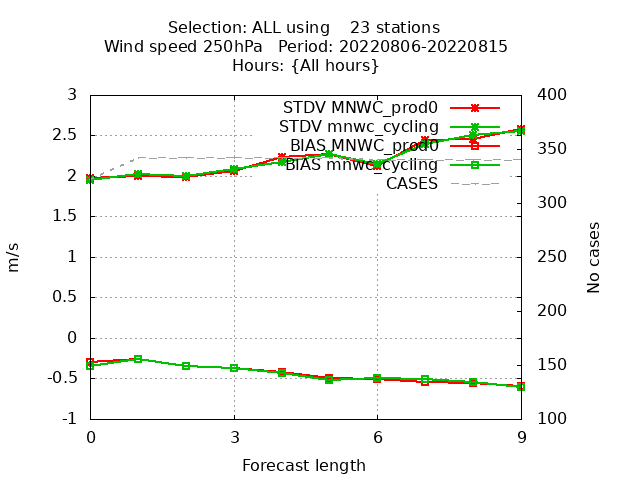 Selection: ALL using    23 stations
Wind speed 250hPa   Period: 20220806-20220815
Hours: {All hours}
3
2.5
2
1.5
1
0.5
0
-0.5
-1
400
350
300
250
200
150
100
STDV MNWC_prod0
STDV mnwc_cycling
BIAS MNWC_prod0
BIAS mnwc_cycling
CASES
m/s
No cases
0
3
6
9
Forecast length